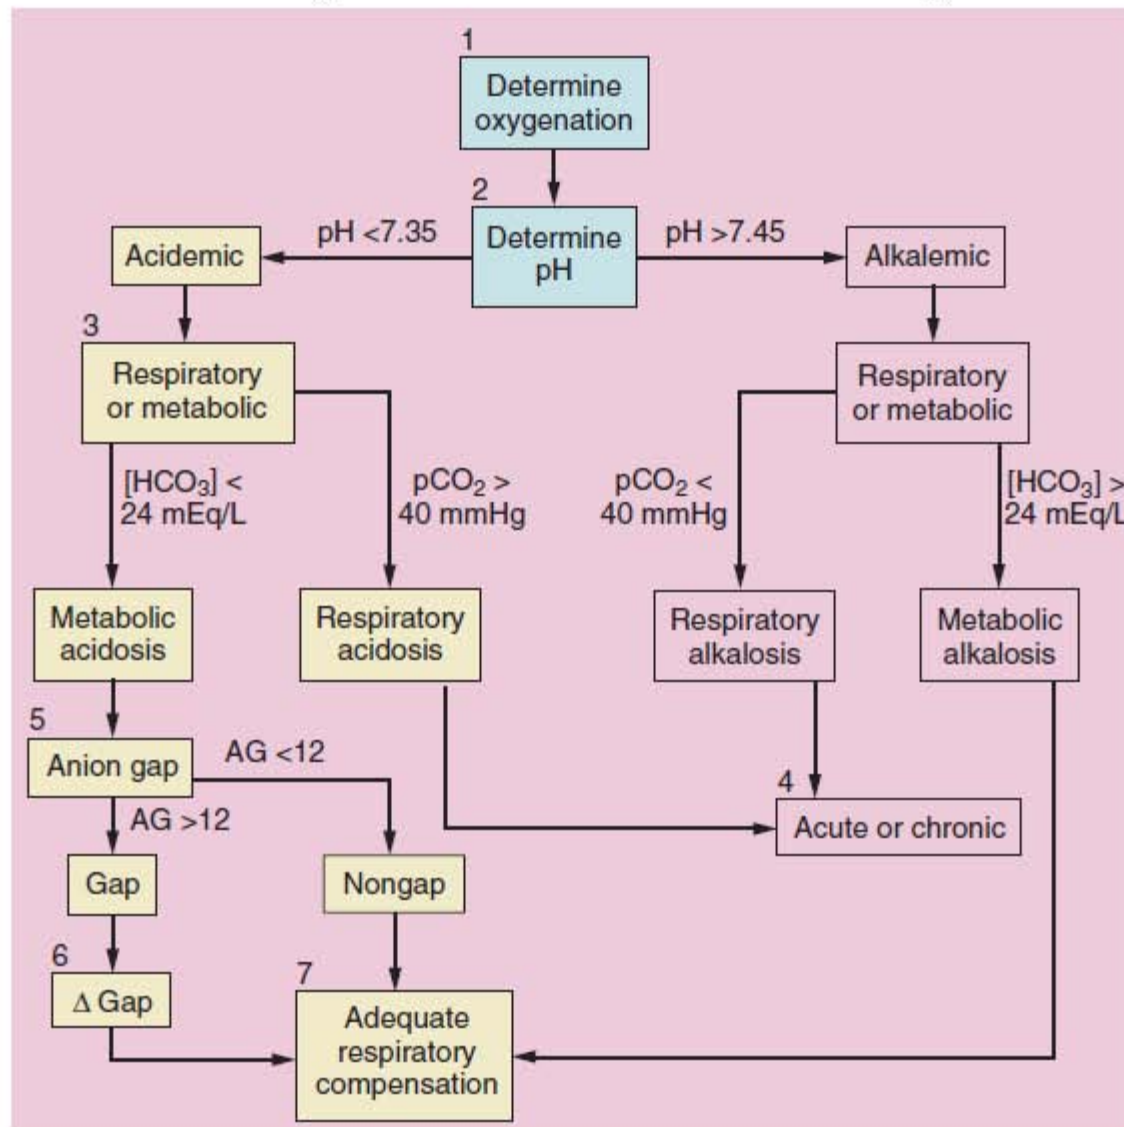 1
Determine
oxygenation
2
pH <7.35
Determine
pH
pH >7.45
Acidemic
Alkalemic
3
Respiratory
or metabolic
Respiratory
or metabolic
[HCO₃] <
24 mEq/L
pCO₂ >
40 mmHg
pCO₂ <
40 mmHg
[HCO₃] >
24 mEq/L
Metabolic
acidosis
Respiratory
acidosis
Respiratory
alkalosis
Metabolic
alkalosis
5
Anion gap
AG <12
AG >12
4
Acute or chronic
Gap
Nongap
6
Δ Gap
7
Adequate
respiratory
compensation